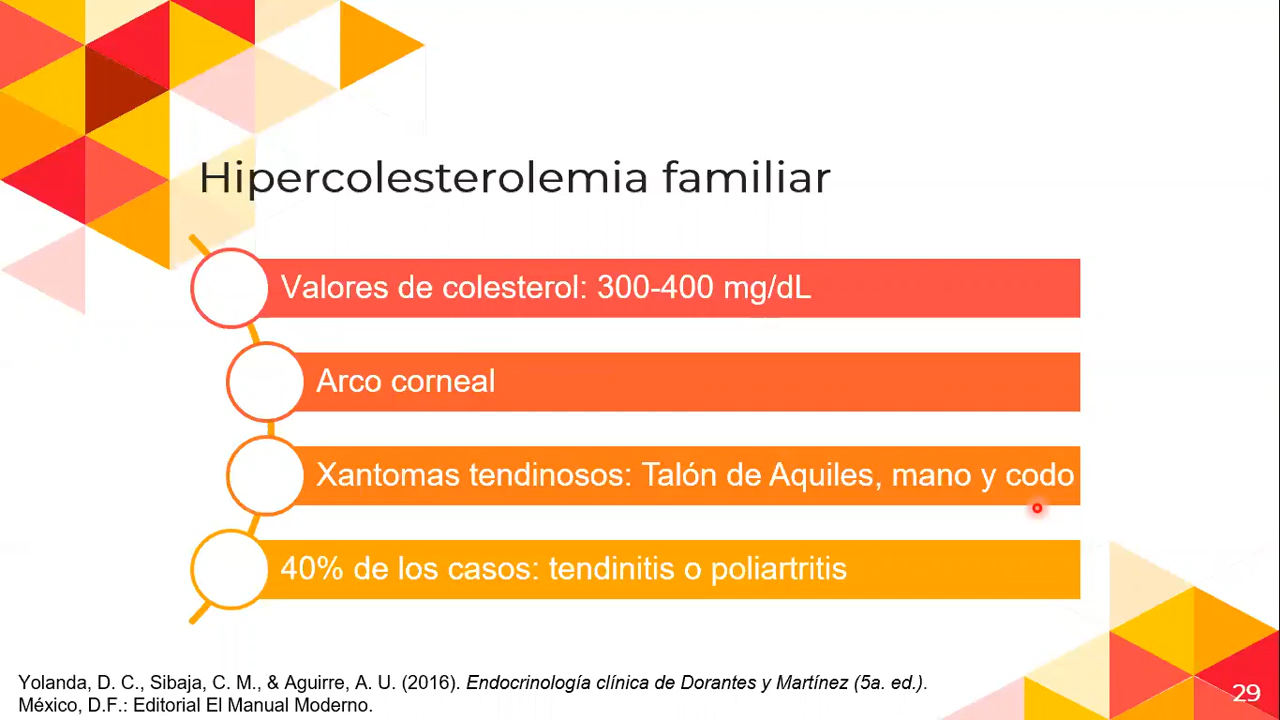 Hipercolesterolemia familiar
Valores de colesterol: 300-400 mg/dL
Arco corneal
Xantomas tendinosos: Talón de Aquiles, mano y codo
40% de los casos: tendinitis o poliartritis
Yolanda, D. C., Sibaja, C. M., & Aguirre, A. U. (2016). Endocrinología clínica de Dorantes y Martínez (5a. ed.).
México, D.F.: Editorial El Manual Moderno.
29